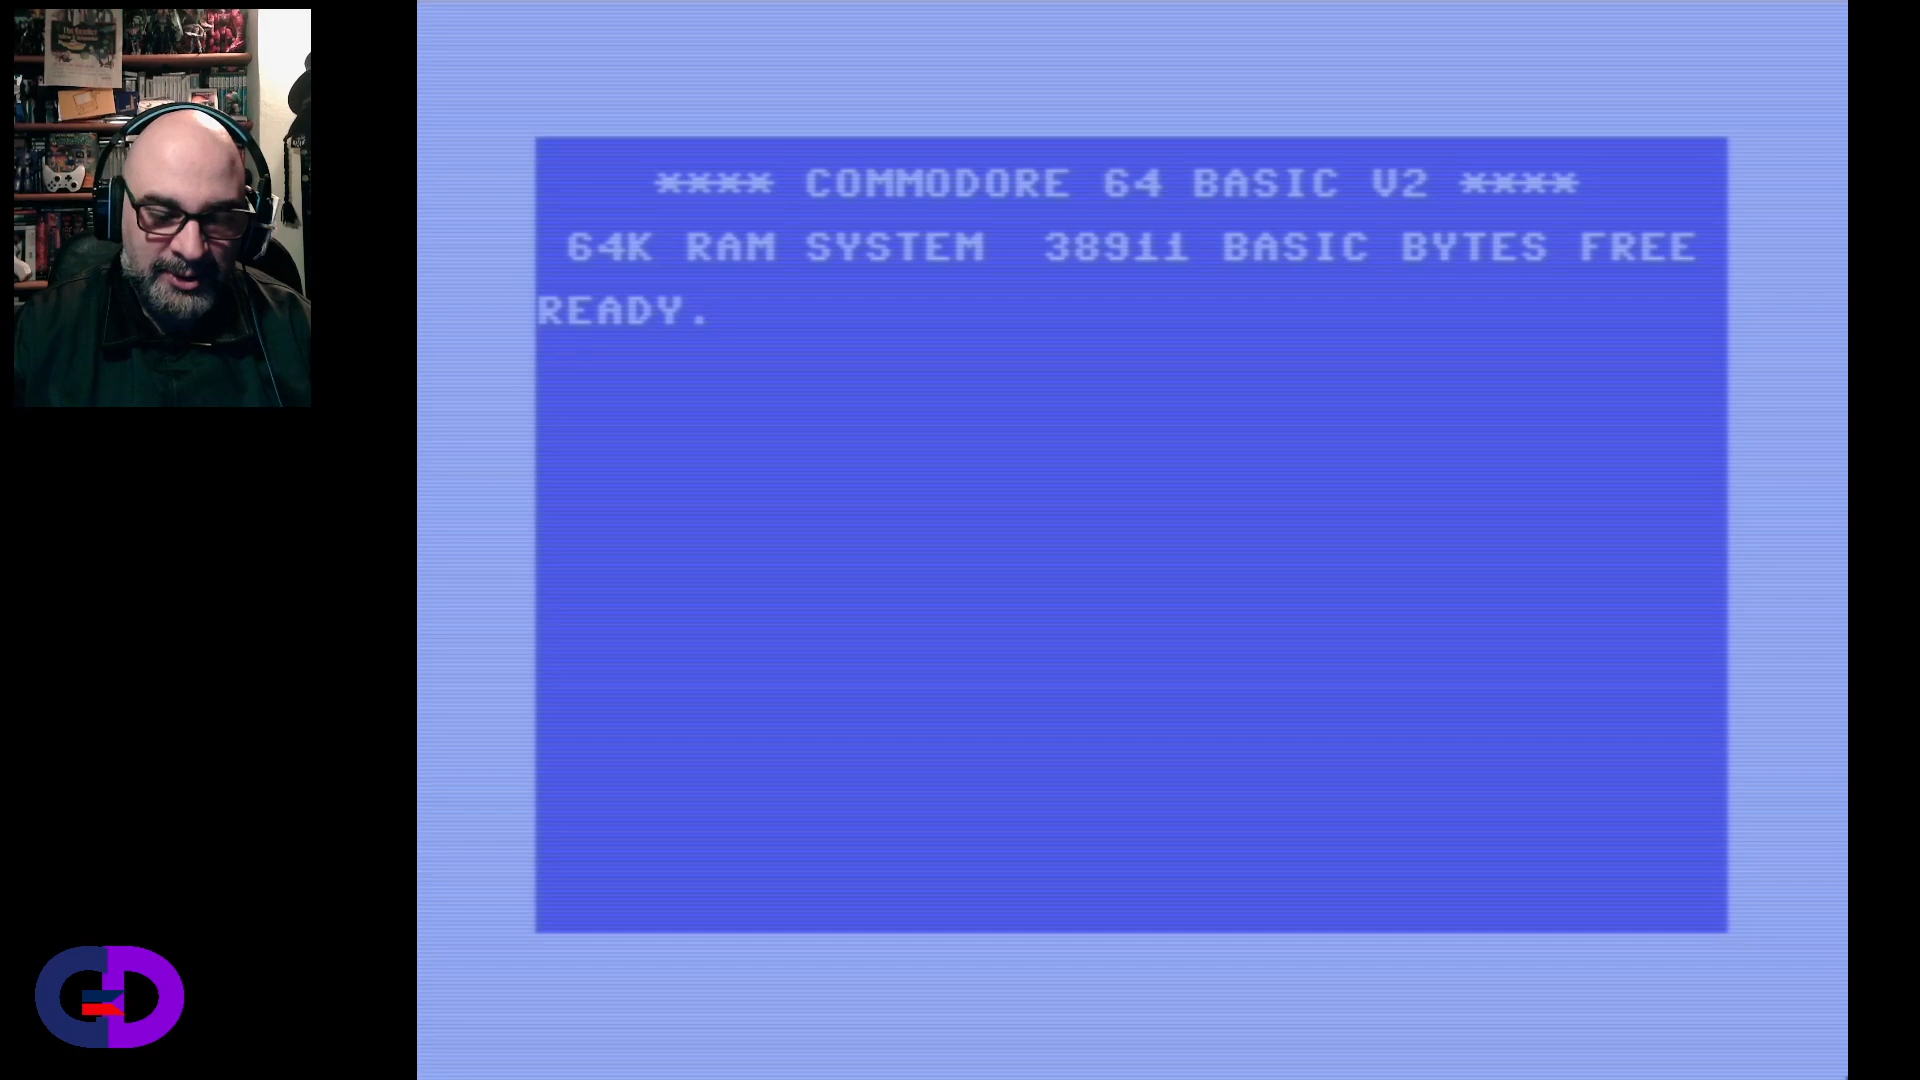 **** COMMODORE 64 BASIC V2 ****
64K RAM SYSTEM  38911 BASIC BYTES FREE
READY.